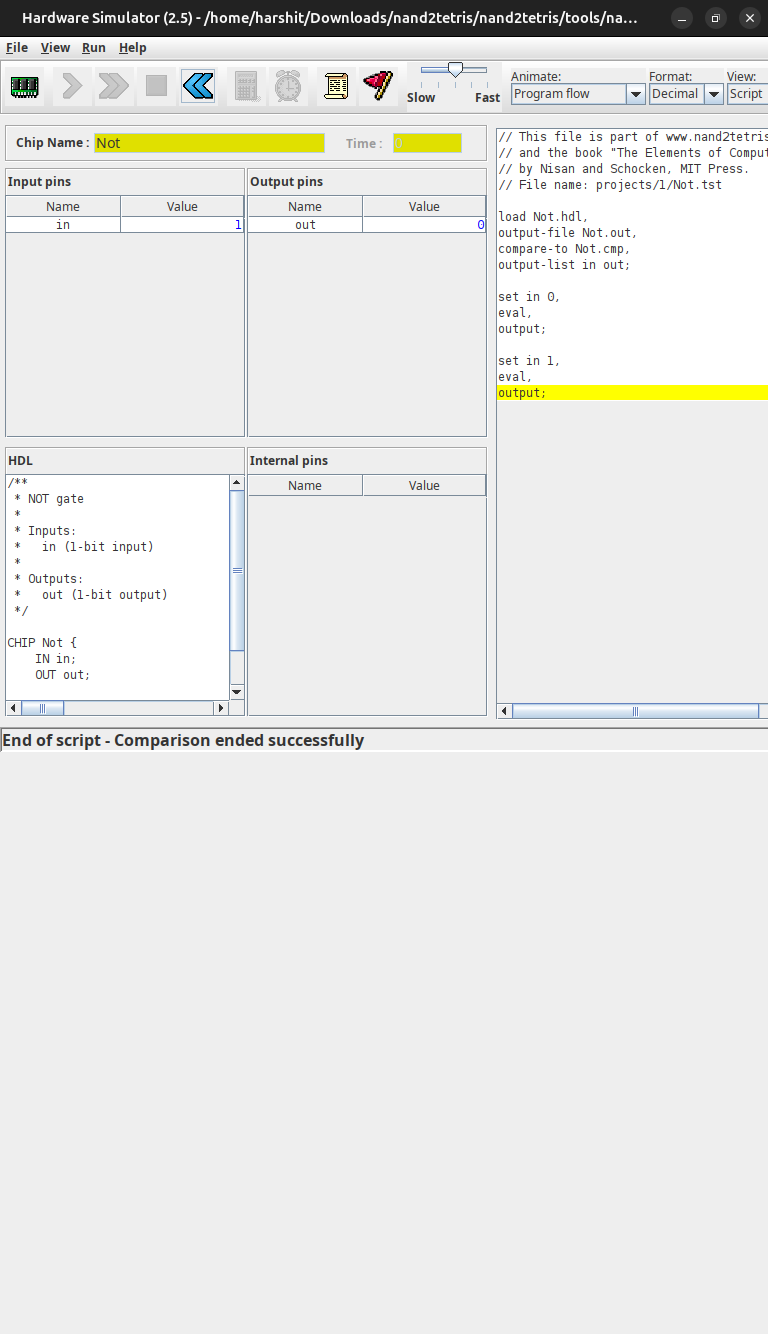 Hardware Simulator (2.5) - /home/harshit/Downloads/nand2tetris/nand2tetris/tools/na...
File View Run Help
Slow Fast
Animate:
Program flow
Format:
Decimal
View:
Script
Chip Name : Not
Time : 0
Input pins
Name Value
in 1
Output pins
Name Value
out 0
HDL
/**
* NOT gate
*
* Inputs:
*   in (1-bit input)
*
* Outputs:
*   out (1-bit output)
*/
CHIP Not {
IN in;
OUT out;
Internal pins
Name Value
// This file is part of www.nand2tetris
// and the book "The Elements of Comput
// by Nisan and Schocken, MIT Press.
// File name: projects/1/Not.tst
load Not.hdl,
output-file Not.out,
compare-to Not.cmp,
output-list in out;
set in 0,
eval,
output;
set in 1,
eval,
output;
End of script - Comparison ended successfully